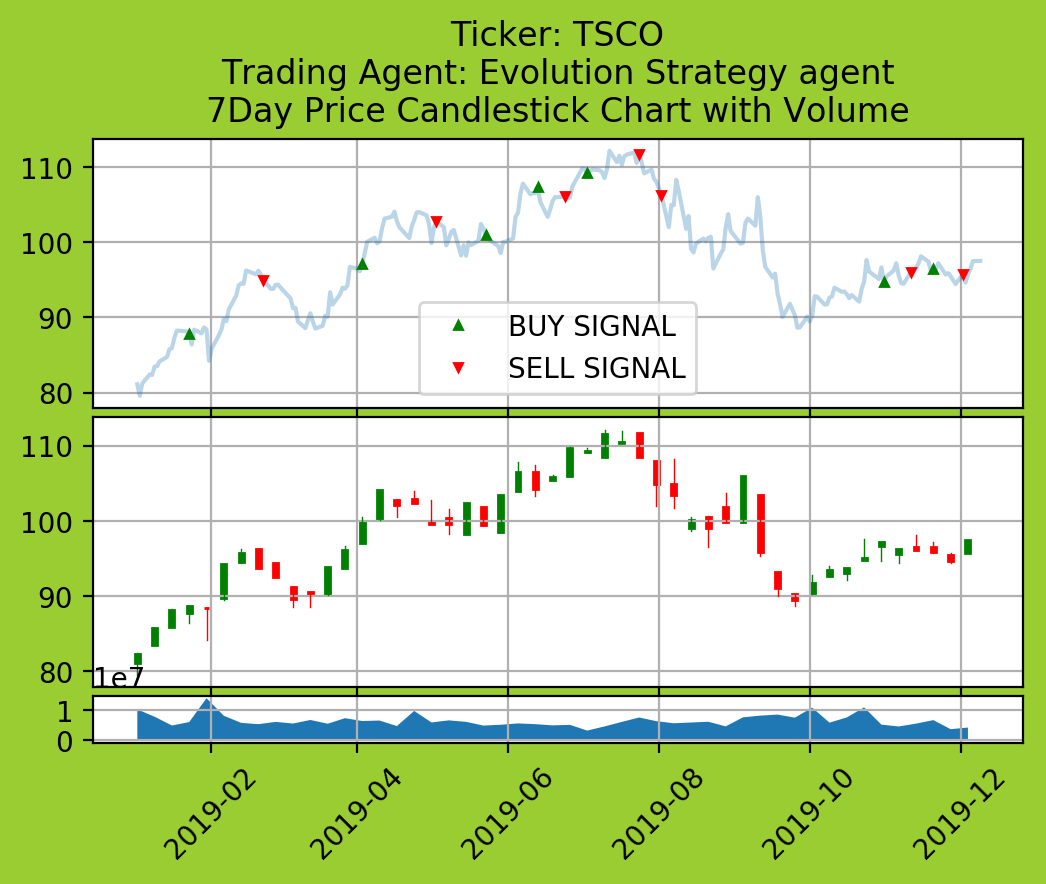 Ticker: TSCO
Trading Agent: Evolution Strategy agent
7Day Price Candlestick Chart with Volume
110
100
90
80
BUY SIGNAL
SELL SIGNAL
110
100
90
80
1e7
1
0
2019-02
2019-04
2019-06
2019-08
2019-10
2019-12